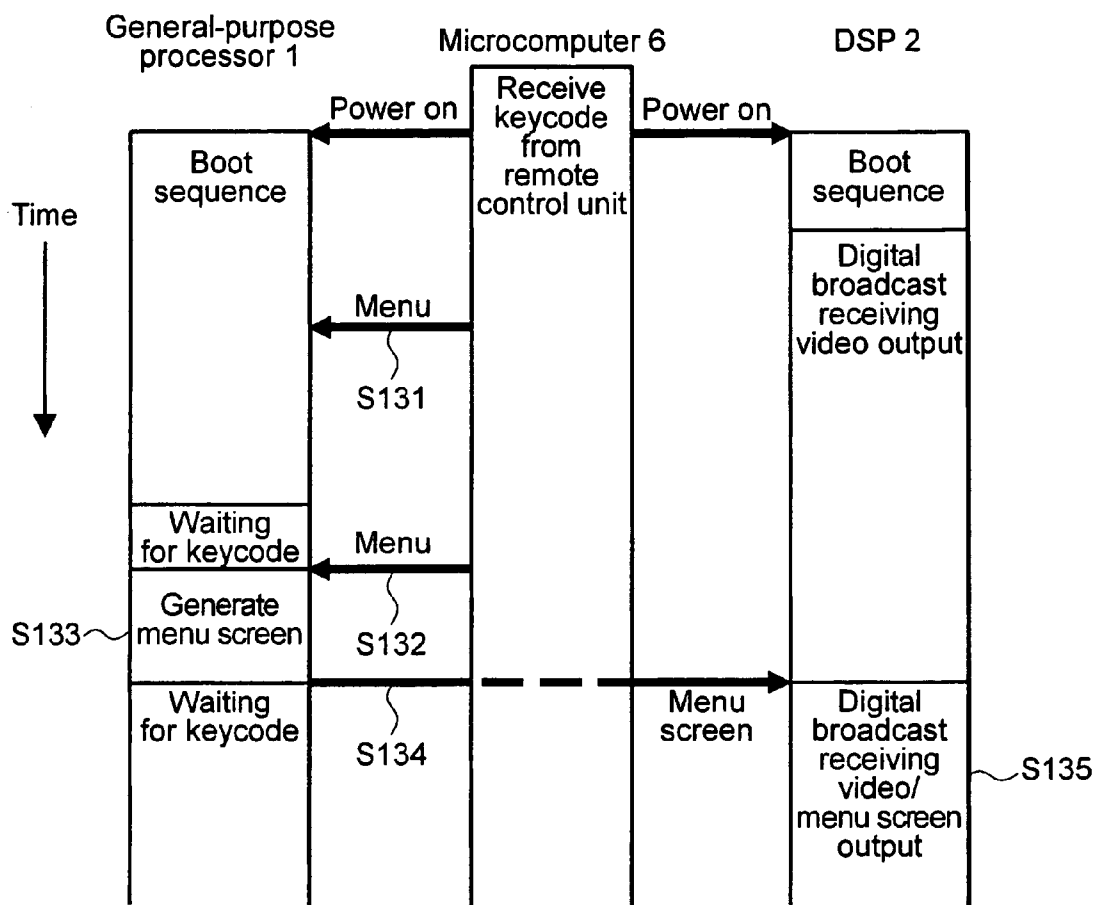 General-purpose
processor 1
Microcomputer 6
DSP 2
Power on
Receive
keycode
from
remote
control unit
Power on
Boot
sequence
Boot
sequence
Time
Digital
broadcast
receiving
video output
Menu
S131
Waiting
for keycode
Menu
S132
Generate
menu screen
S133
Waiting
for keycode
S134
Menu
screen
Digital
broadcast
receiving
video/
menu screen
output
S135